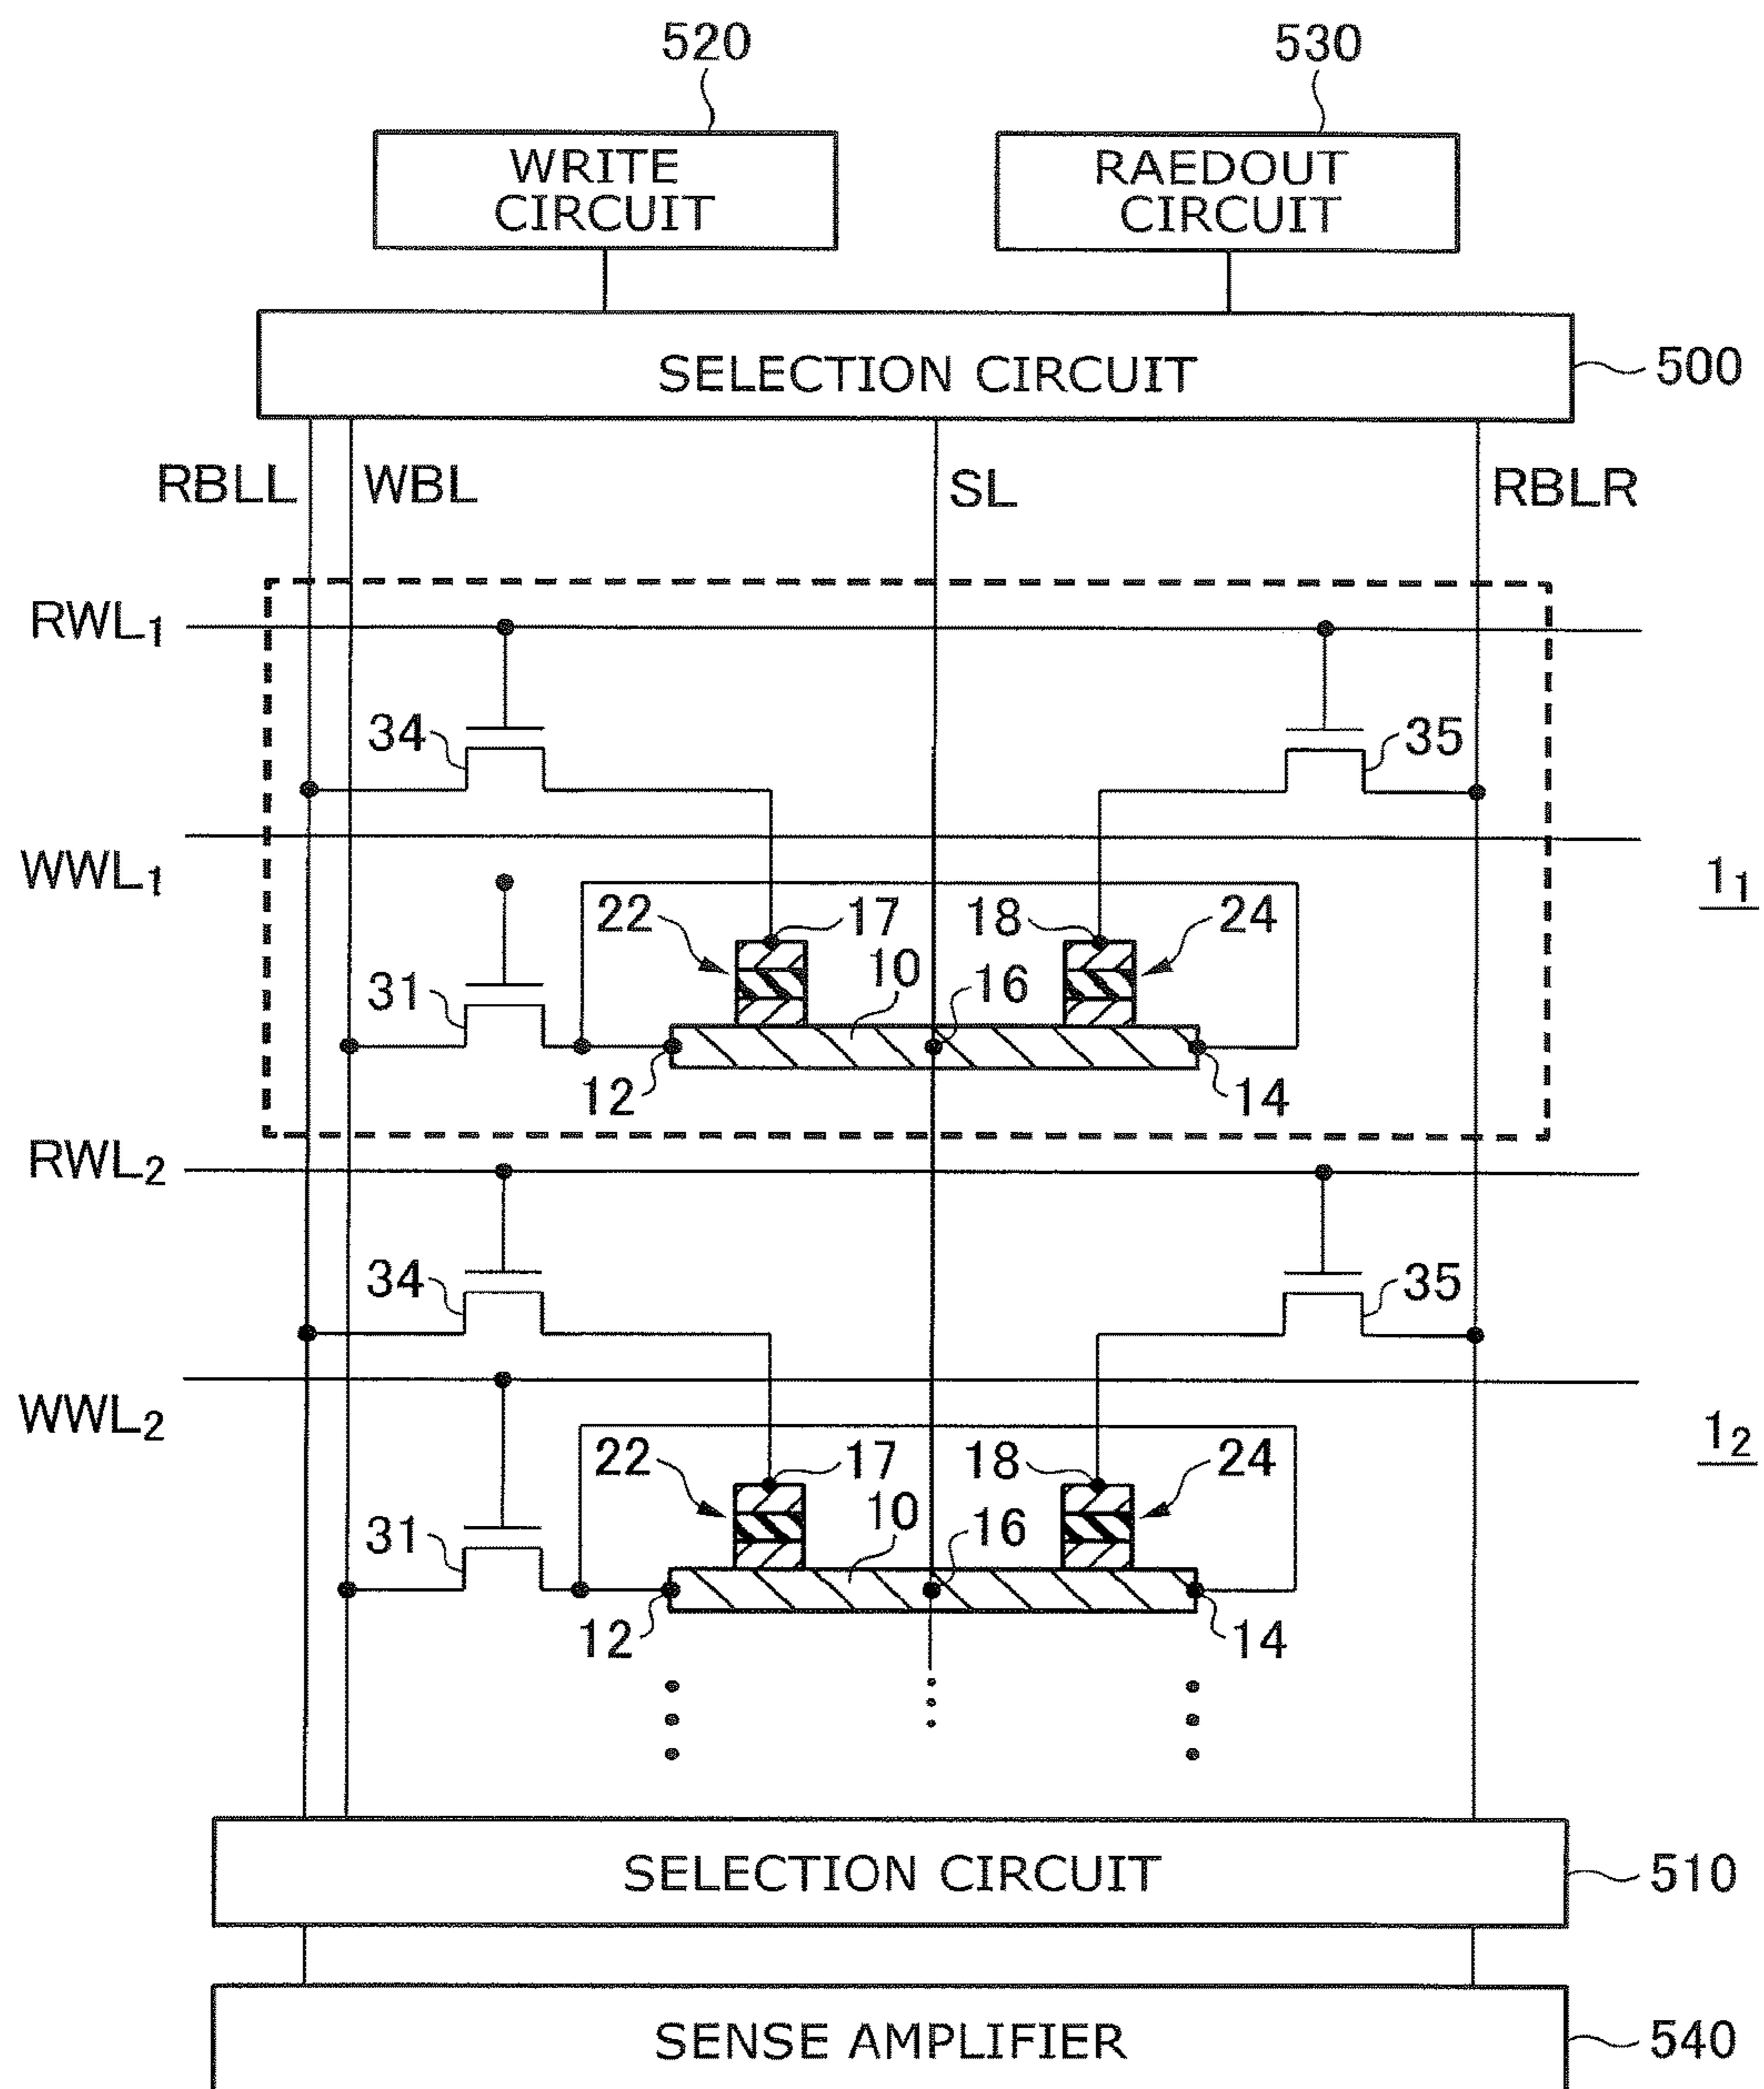 520
530
WRITE
CIRCUIT
RAEDOUT
CIRCUIT
SELECTION CIRCUIT
500
RBLL
WBL
SL
RBLR
RWL1
34
35
WWL1
11
22
17
18
24
10
31
16
12
14
RWL2
34
35
WWL2
12
22
17
18
24
10
31
16
12
14
SELECTION CIRCUIT
510
SENSE AMPLIFIER
540